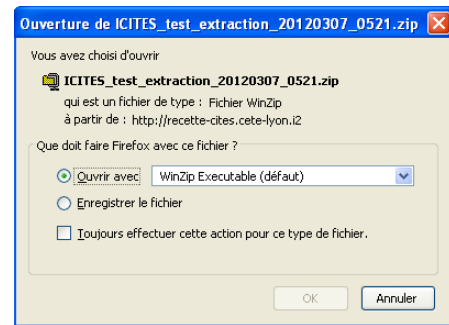 Ouverture de ICITES_test_extraction_20120307_0521.zip
Vous avez choisi d'ouvrir
ICITES_test_extraction_20120307_0521.zip
qui est un fichier de type : Fichier WinZip
à partir de : http://recette-cites.cete-lyon.i2
Que doit faire Firefox avec ce fichier ?
Ouvrir avec WinZip Executable (défaut)
Enregistrer le fichier
Toujours effectuer cette action pour ce type de fichier.
OK Annuler